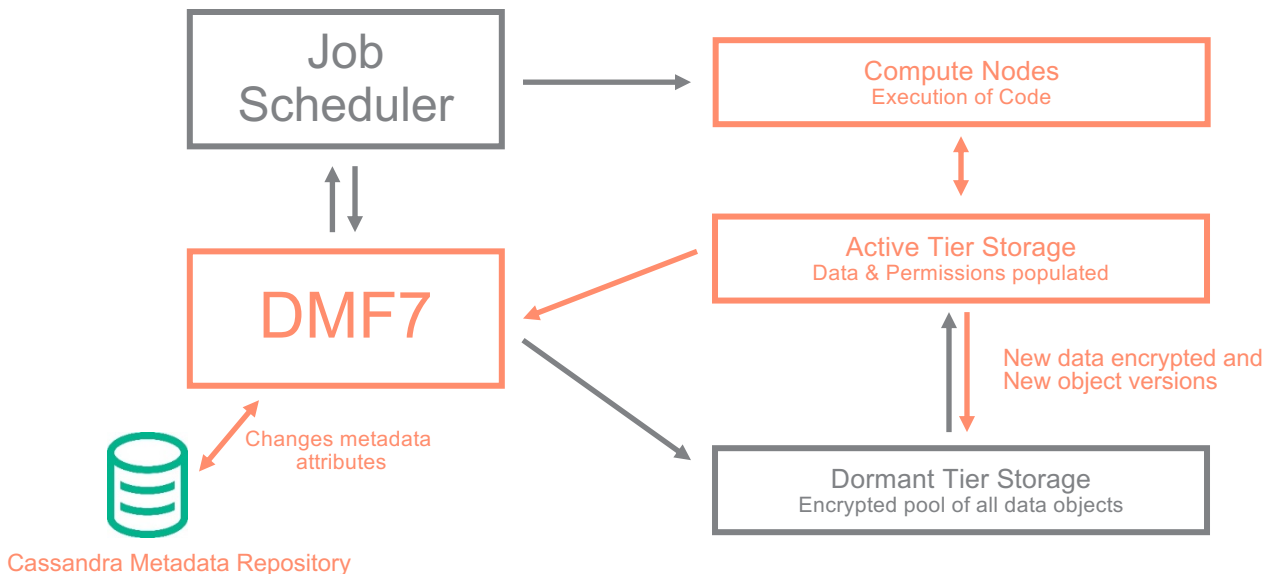 Job
Scheduler
Compute Nodes
Execution of Code
Active Tier Storage
Data & Permissions populated
DMF7
New data encrypted and
New object versions
Changes metadata
attributes
Dormant Tier Storage
Encrypted pool of all data objects
Cassandra Metadata Repository